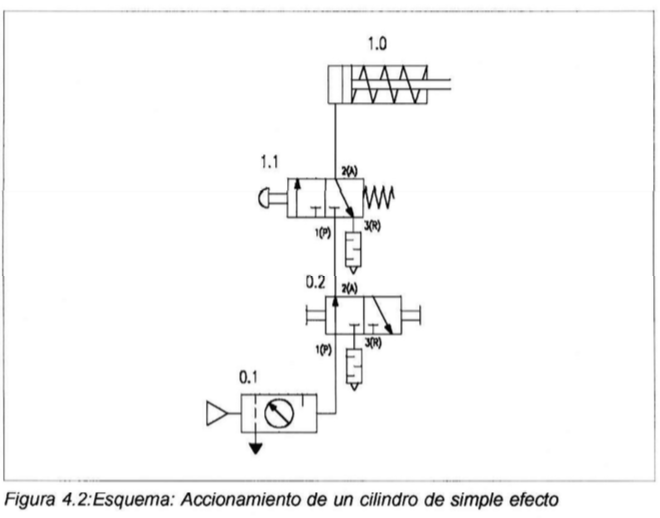 1.0
1.1
2(A)
1(P)
3(R)
0.2
2(A)
1(P)
3(R)
0.1
Figura 4.2:Esquema: Accionamiento de un cilindro de simple efecto